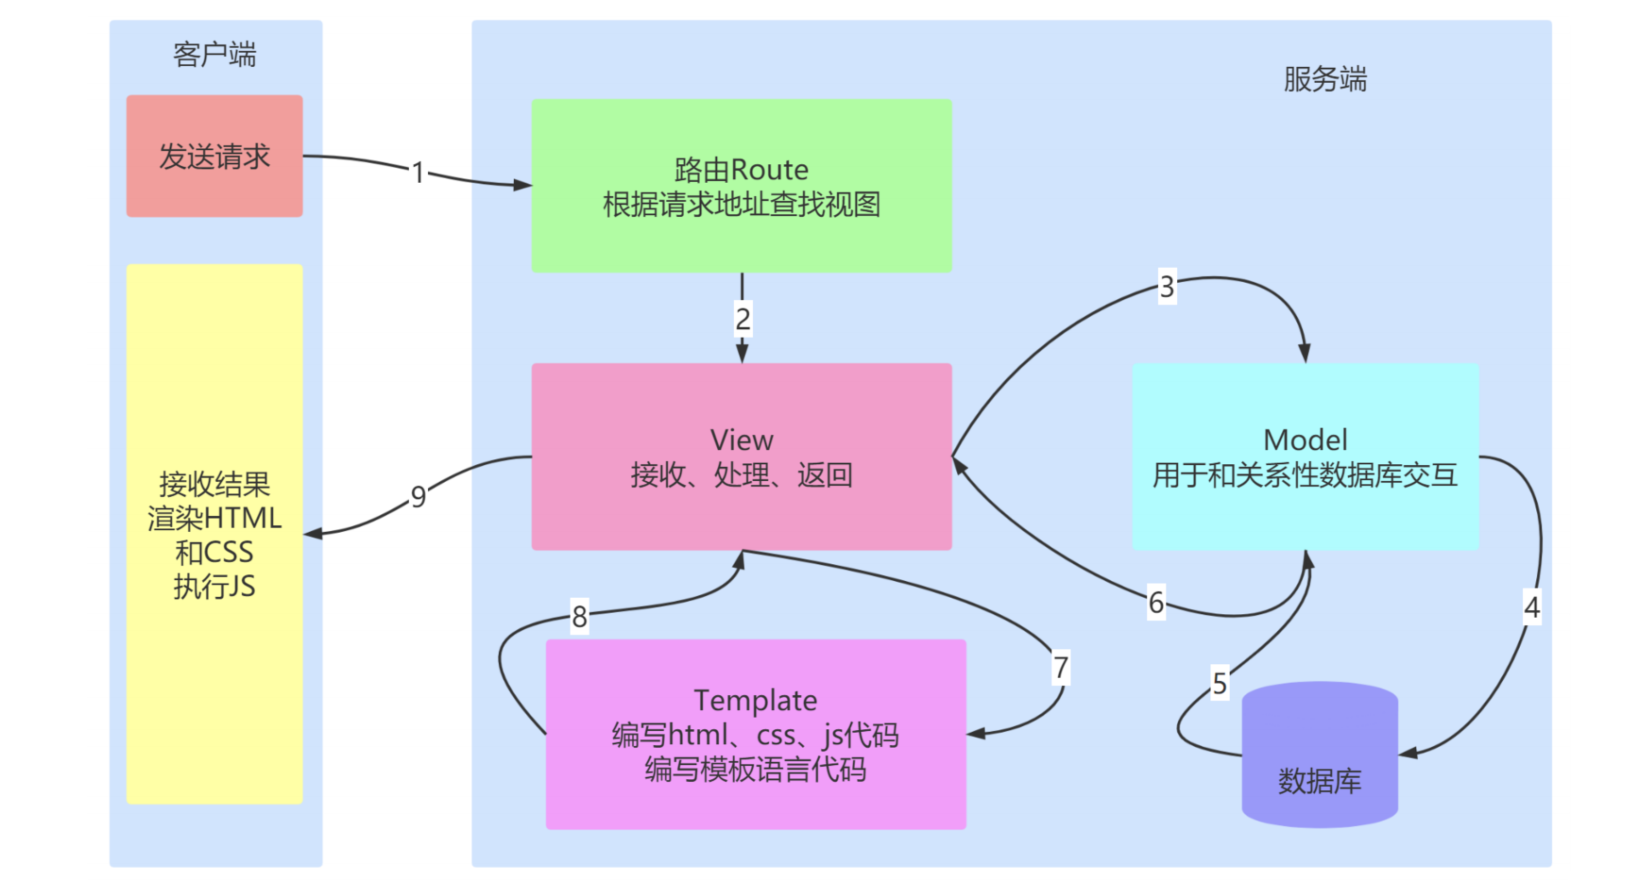 客户端
发送请求
接收结果
渲染HTML
和CSS
执行JS
服务端
路由Route
根据请求地址查找视图
View
接收、处理、返回
Model
用于和关系性数据库交互
Template
编写html、css、js代码
编写模板语言代码
数据库
1
2
3
4
5
6
7
8
9